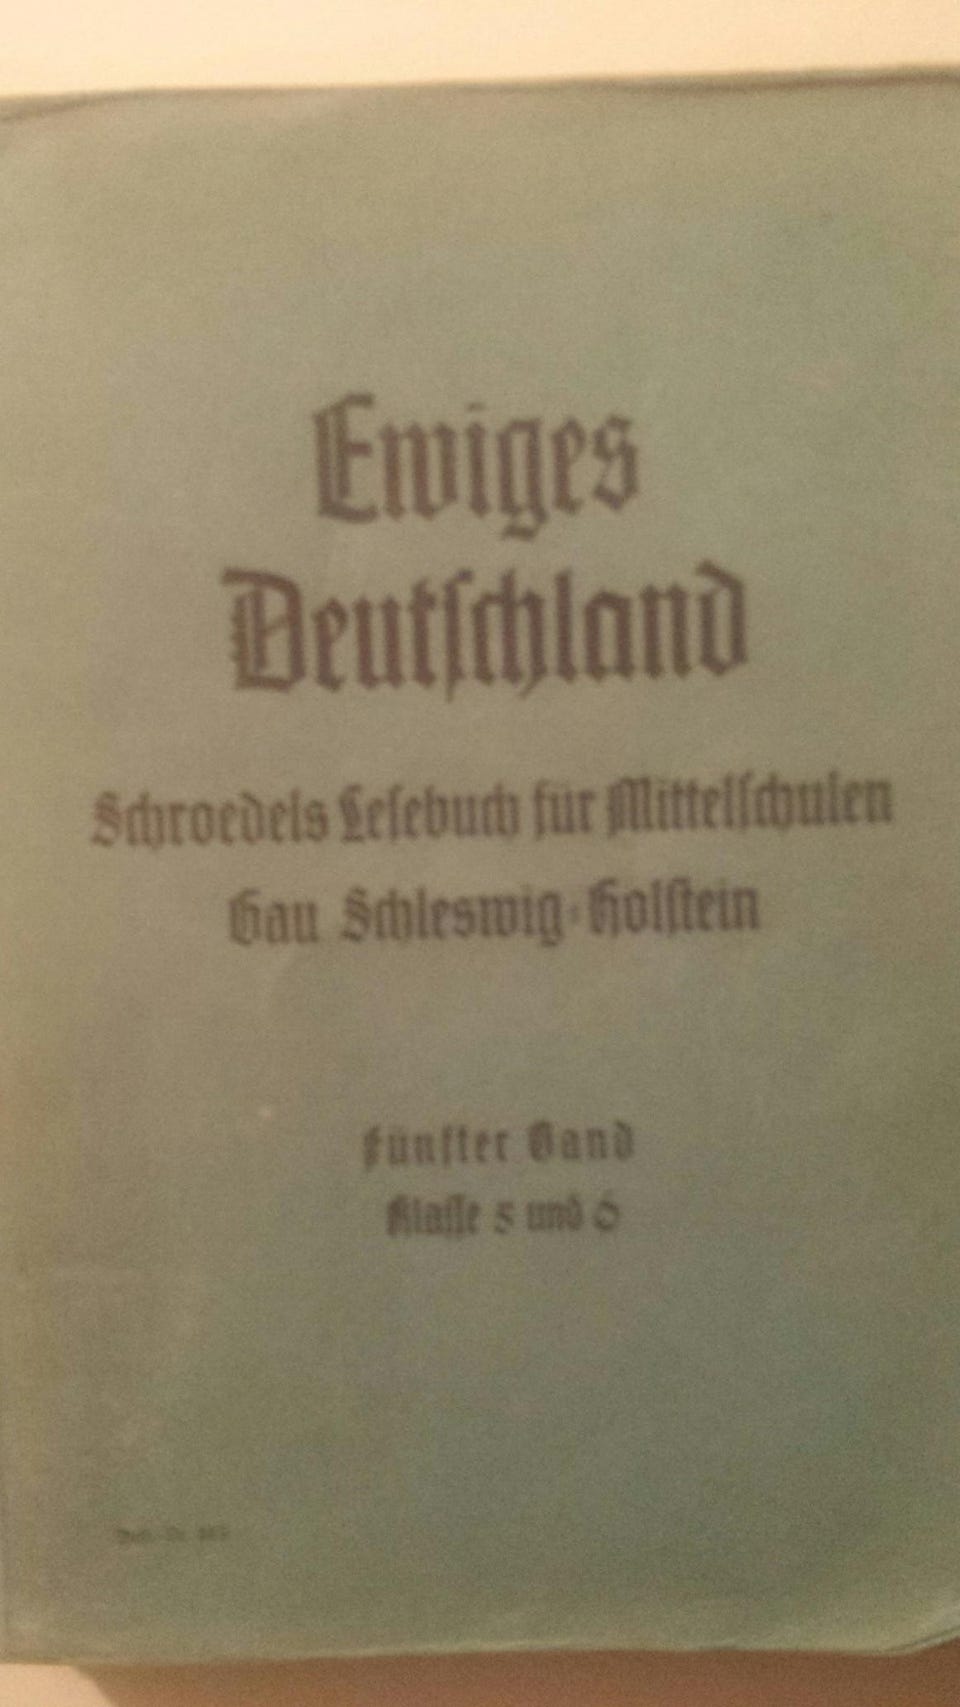 Ewiges
Deutschland
Schroedels Lesebuch für Mittelschulen
Gau Schleswig-Holstein
Fünfter Band
Klasse 5 und 6